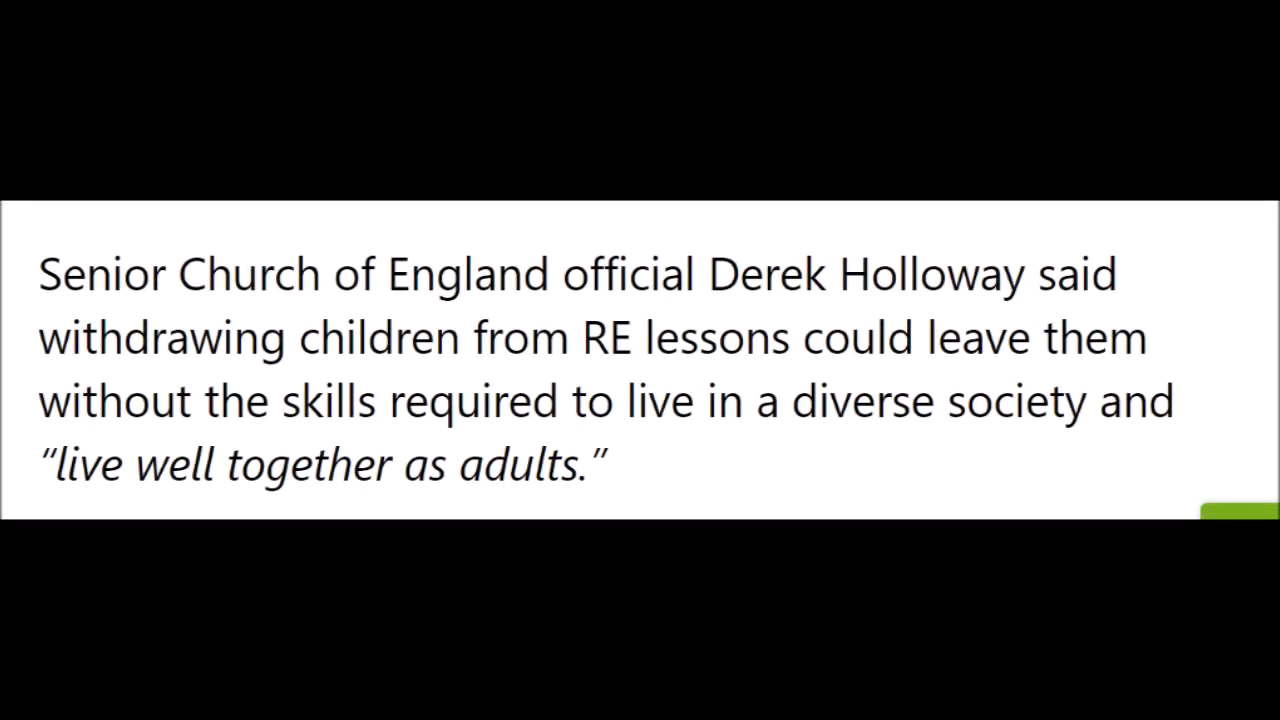 Senior Church of England official Derek Holloway said
withdrawing children from RE lessons could leave them
without the skills required to live in a diverse society and
“live well together as adults.”